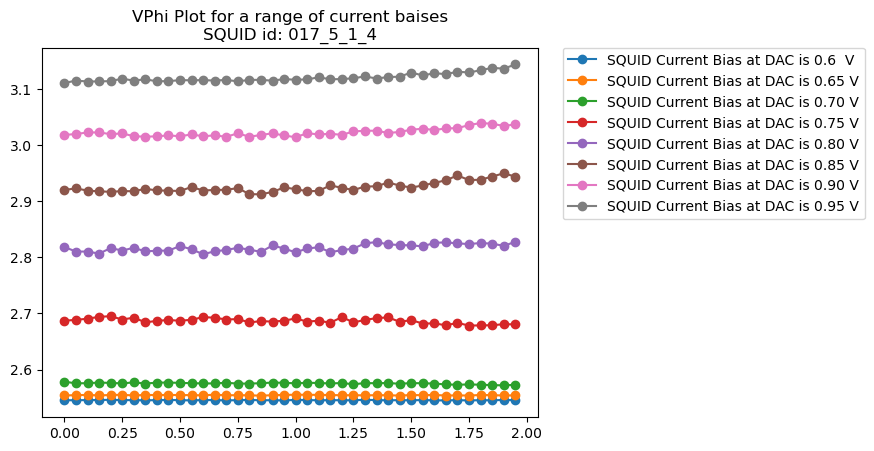 VPhi Plot for a range of current baises
SQUID id: 017_5_1_4
3.1
3.0
2.9
2.8
2.7
2.6
0.00 0.25 0.50 0.75 1.00 1.25 1.50 1.75 2.00
SQUID Current Bias at DAC is 0.6  V
SQUID Current Bias at DAC is 0.65 V
SQUID Current Bias at DAC is 0.70 V
SQUID Current Bias at DAC is 0.75 V
SQUID Current Bias at DAC is 0.80 V
SQUID Current Bias at DAC is 0.85 V
SQUID Current Bias at DAC is 0.90 V
SQUID Current Bias at DAC is 0.95 V